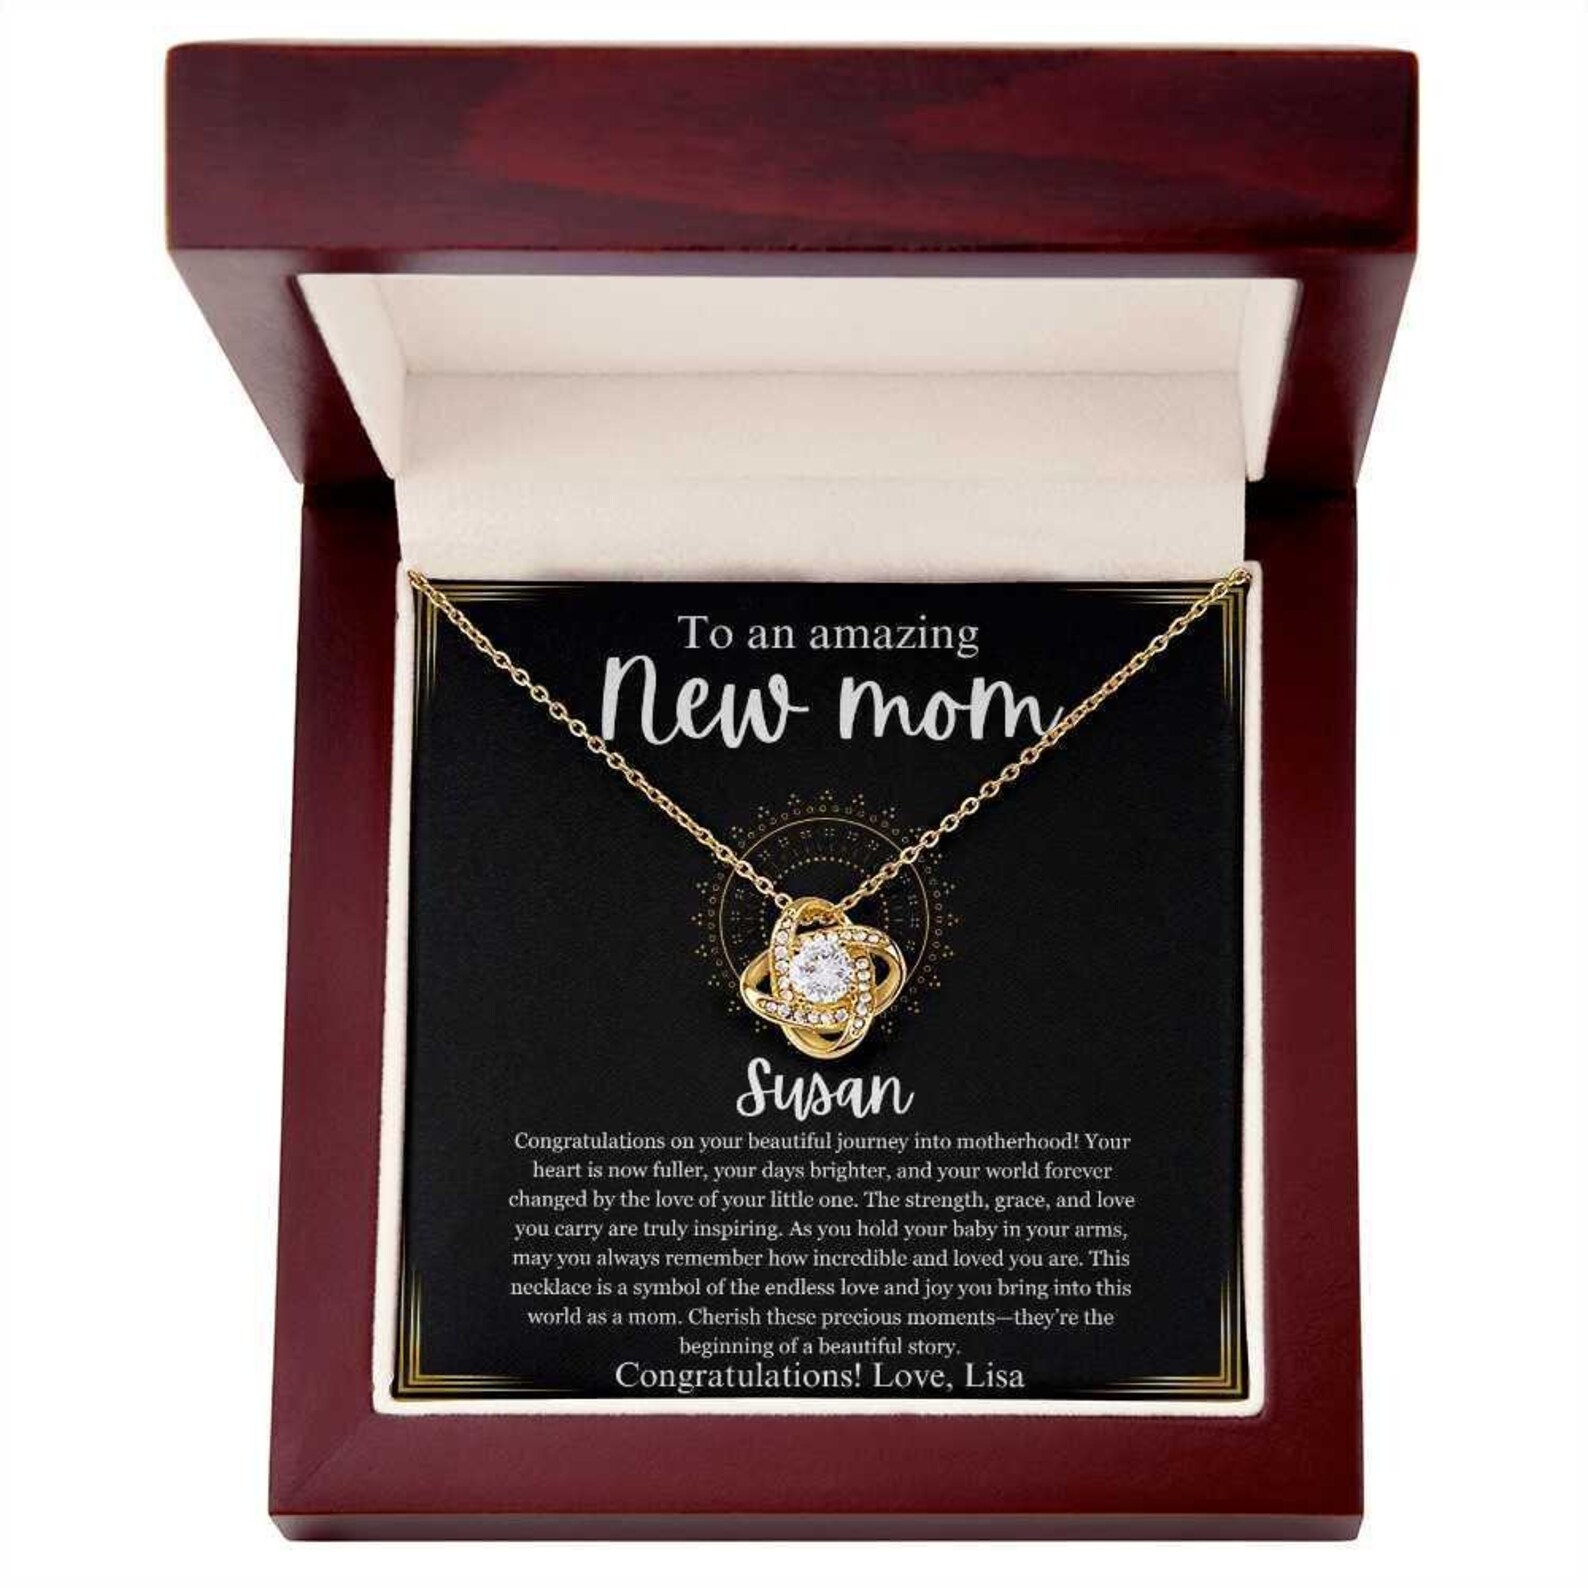 To an amazing
New mom
Susan
Congratulations on your beautiful journey into motherhood! Your
heart is now fuller, your days brighter, and your world forever
changed by the love of your little one. The strength, grace, and love
you carry are truly inspiring. As you hold your baby in your arms,
may you always remember how incredible and loved you are. This
necklace is a symbol of the endless love and joy you bring into this
world as a mom. Cherish these precious moments—they're the
beginning of a beautiful story.
Congratulations! Love, Lisa